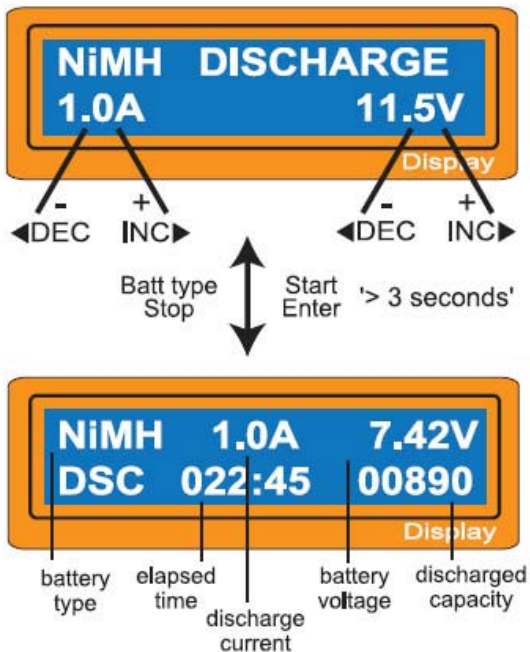 NiMH DISCHARGE
1.0A 11.5V
Display
- + - +
◀DEC INC▶ ◀DEC INC▶
Batt type Start '> 3 seconds'
Stop Enter
NiMH 1.0A 7.42V
DSC 022:45 00890
Display
battery elapsed battery discharged
type time voltage capacity
discharge
current